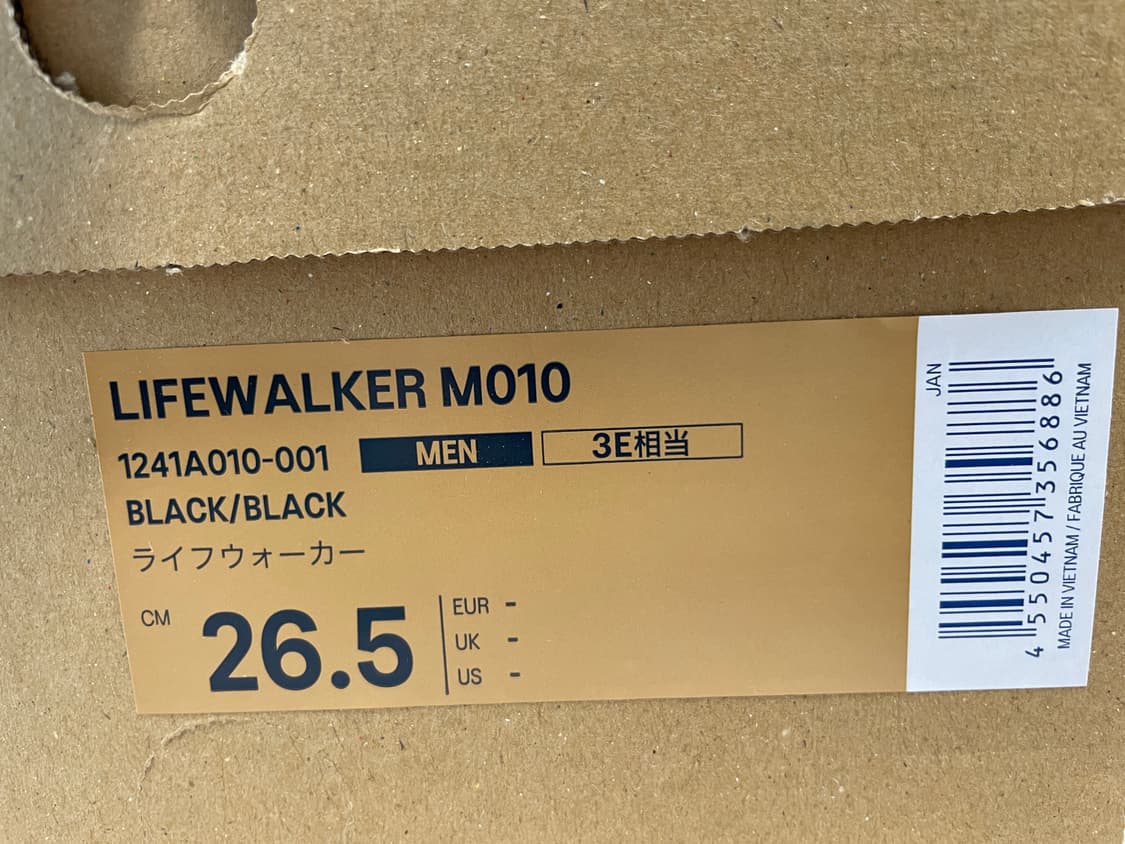 LIFEWALKER M010
1241A010-001 MEN 3E相当
BLACK/BLACK
ライフウォーカー
CM 26.5
EUR -
UK -
US -
JAN
4 550457 356886
MADE IN VIETNAM / FABRIQUE AU VIETNAM